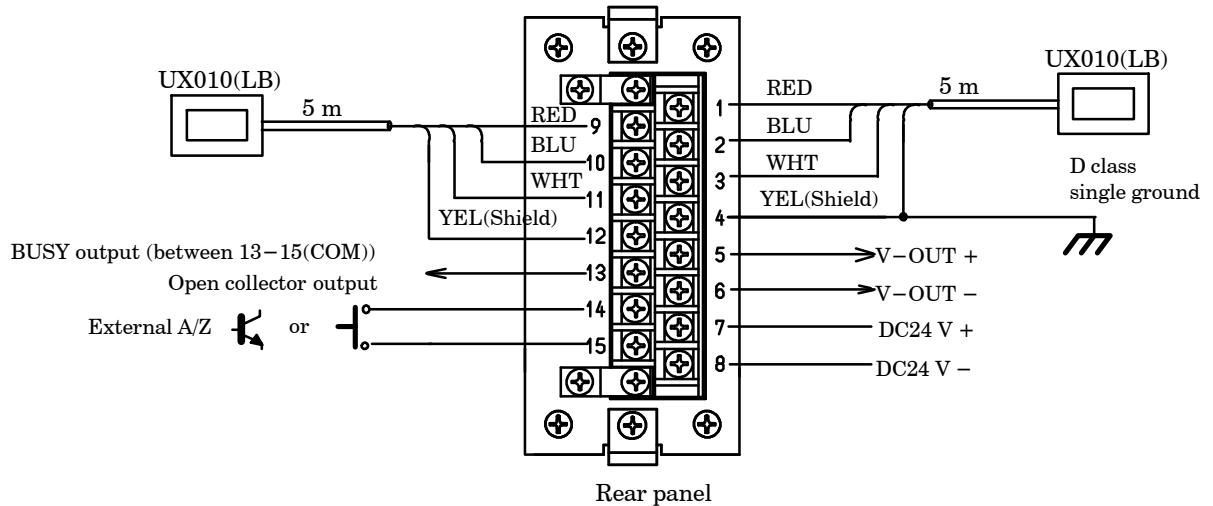 UX010(LB)
5 m
RED
BLU
WHT
YEL(Shield)
BUSY output (between 13−15(COM))
Open collector output
External A/Z
or
9
10
11
12
13
14
15
1
2
3
4
5
6
7
8
RED
BLU
WHT
YEL(Shield)
V−OUT +
V−OUT −
DC24 V +
DC24 V −
5 m
UX010(LB)
D class
single ground
Rear panel